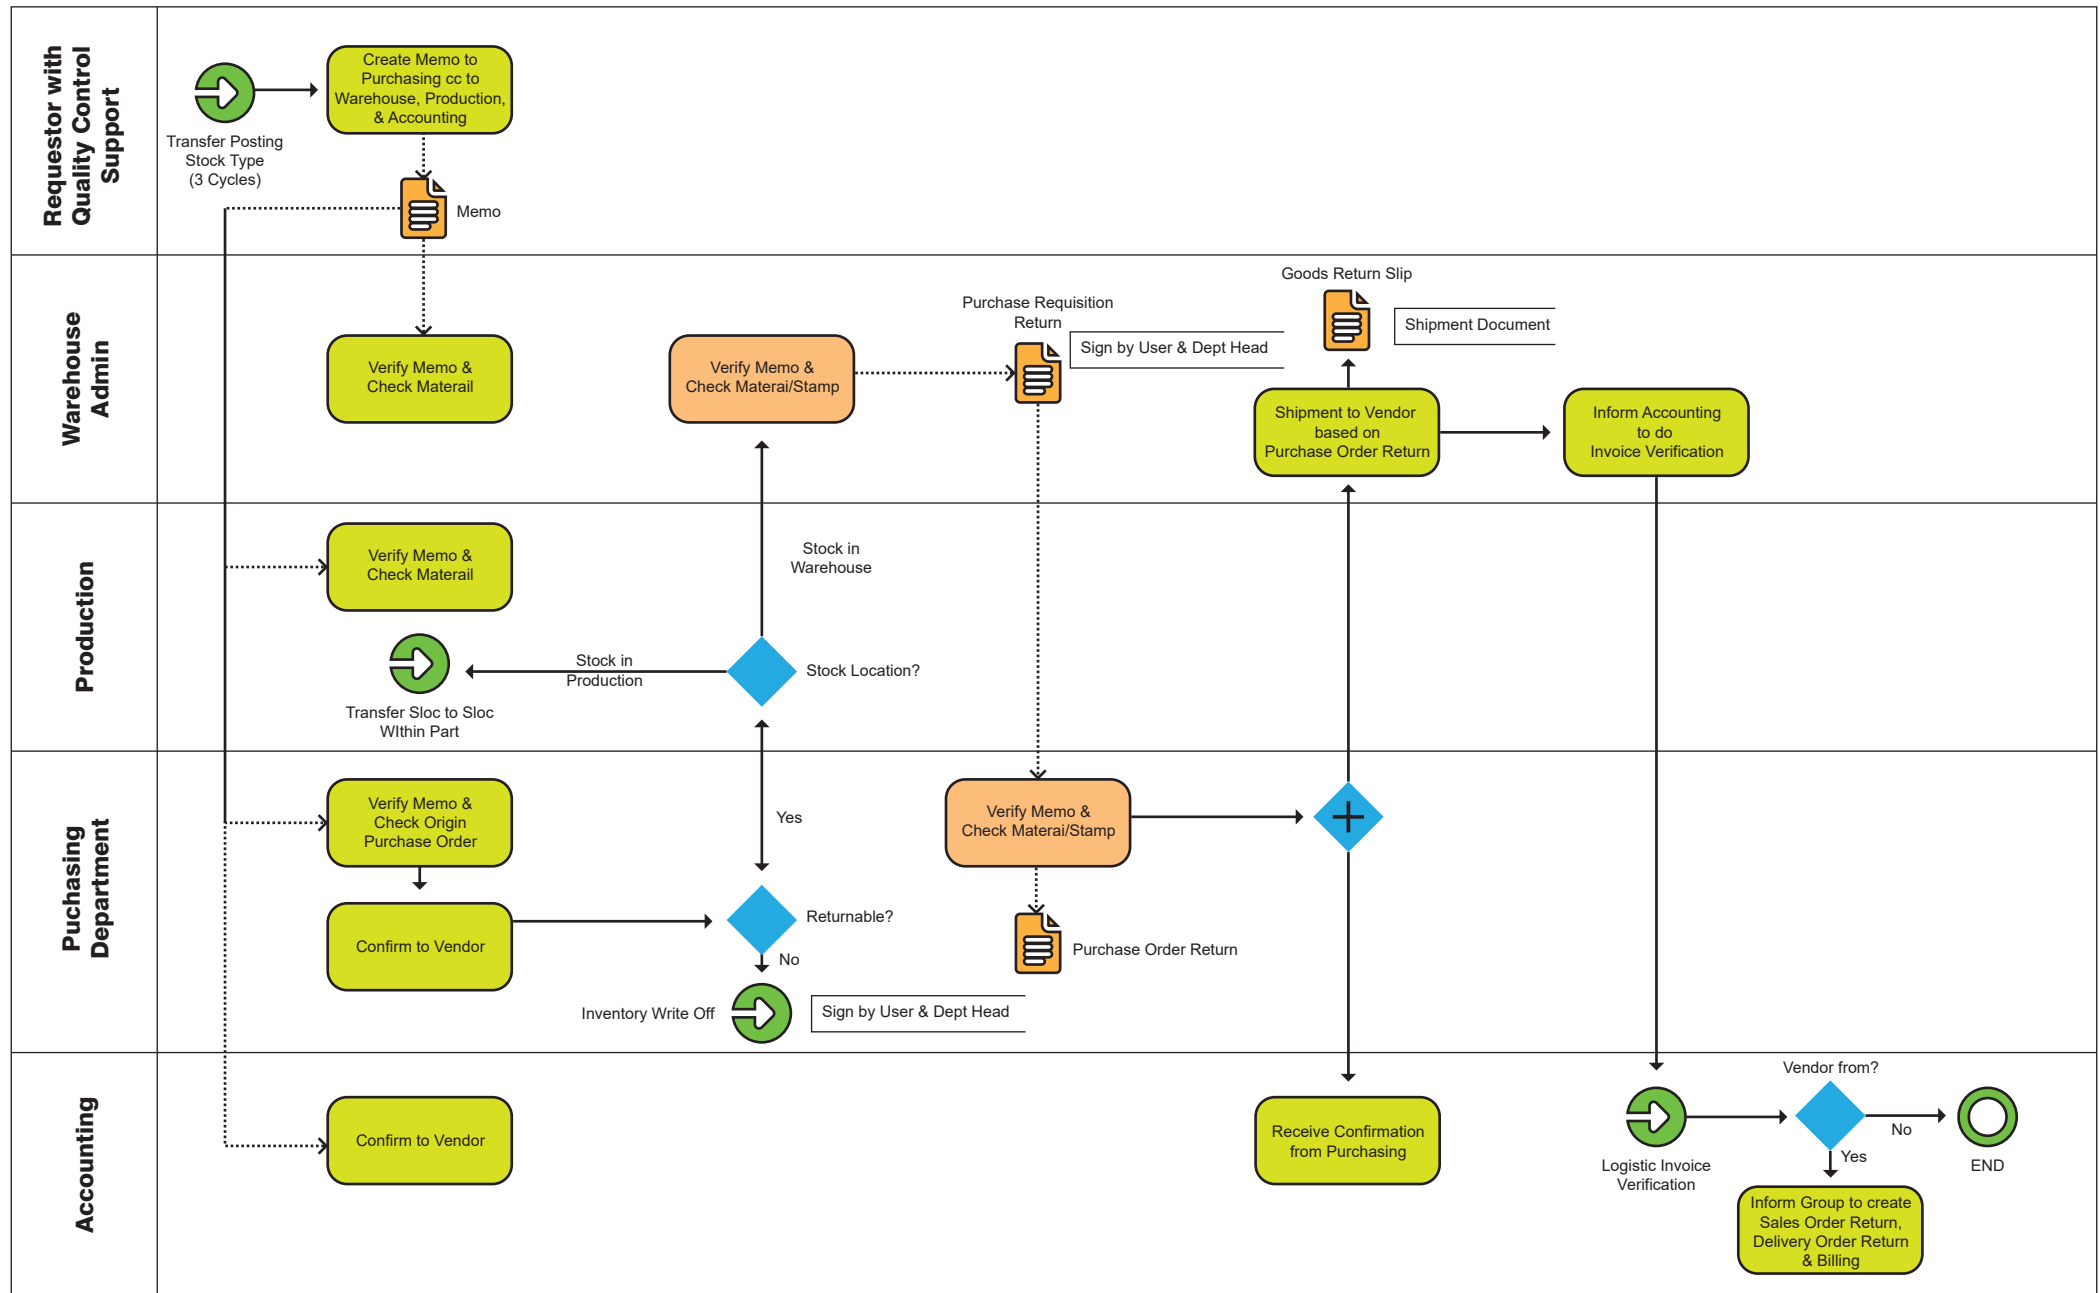 Requestor with
Quality Control
Support
Transfer Posting
Stock Type
(3 Cycles)
Create Memo to
Purchasing cc to
Warehouse, Production,
& Accounting
Memo
Warehouse
Admin
Verify Memo &
Check Materail
Verify Memo &
Check Materai/Stamp
Purchase Requisition
Return
Sign by User & Dept Head
Goods Return Slip
Shipment Document
Shipment to Vendor
based on
Purchase Order Return
Inform Accounting
to do
Invoice Verification
Production
Verify Memo &
Check Materail
Stock in
Warehouse
Stock in
Production
Stock Location?
Transfer Sloc to Sloc
WIthin Part
Puchasing
Department
Verify Memo &
Check Origin
Purchase Order
Yes
Verify Memo &
Check Materai/Stamp
Confirm to Vendor
Returnable?
No
Purchase Order Return
Inventory Write Off
Sign by User & Dept Head
Accounting
Confirm to Vendor
Receive Confirmation
from Purchasing
Logistic Invoice
Verification
Vendor from?
No
Yes
END
Inform Group to create
Sales Order Return,
Delivery Order Return
& Billing